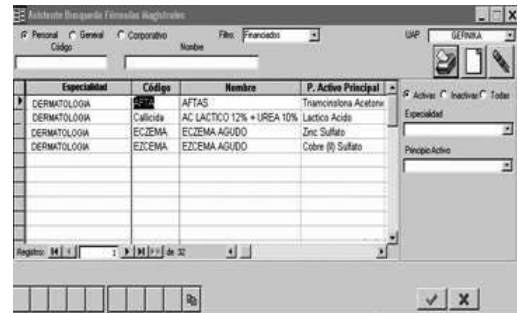 Asistente Busqueda Fórmulas Magistrales
Personal General Corporativo Filtro: Financiados UAP GERNIKA
Código Nombre
Especialidad Código Nombre P. Activo Principal
DERMATOLOGIA AFTA AFTAS Triamcinolona Acetoni
DERMATOLOGIA Callicida AC LACTICO 12% + UREA 10% Lactico Acido
DERMATOLOGIA ECZEMA ECZEMA AGUDO Zinc Sulfato
DERMATOLOGIA EZCEMA EZCEMA AGUDO Cobre (II) Sulfato
Activas Inactivas Todas
Especialidad
Principio Activo
Registro: 1 de 32